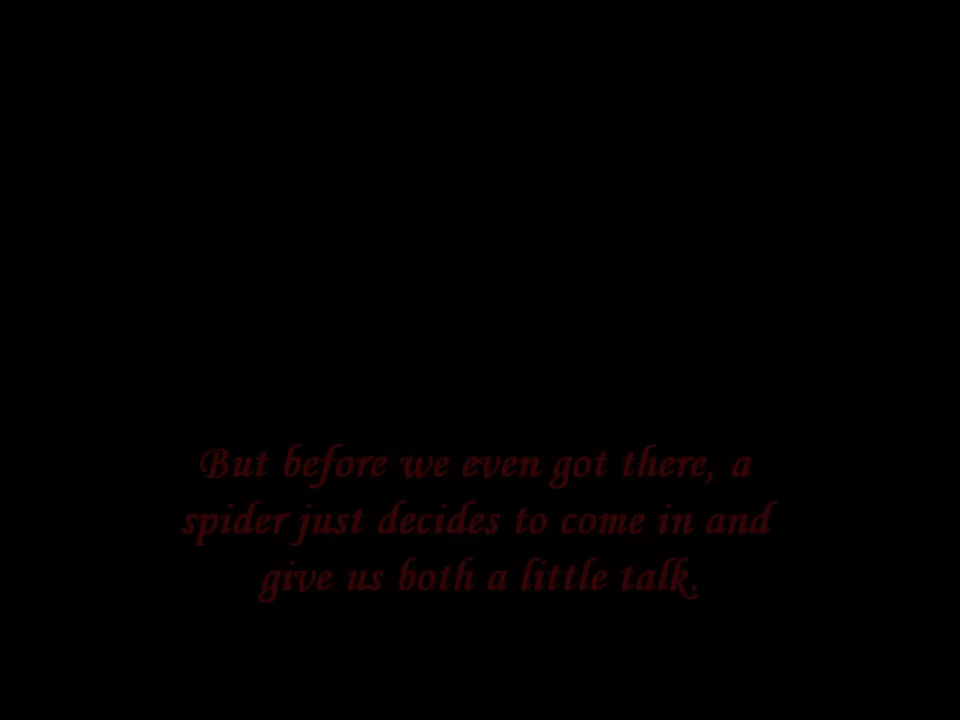 But before we even got there, a
spider just decides to come in and
give us both a little talk.